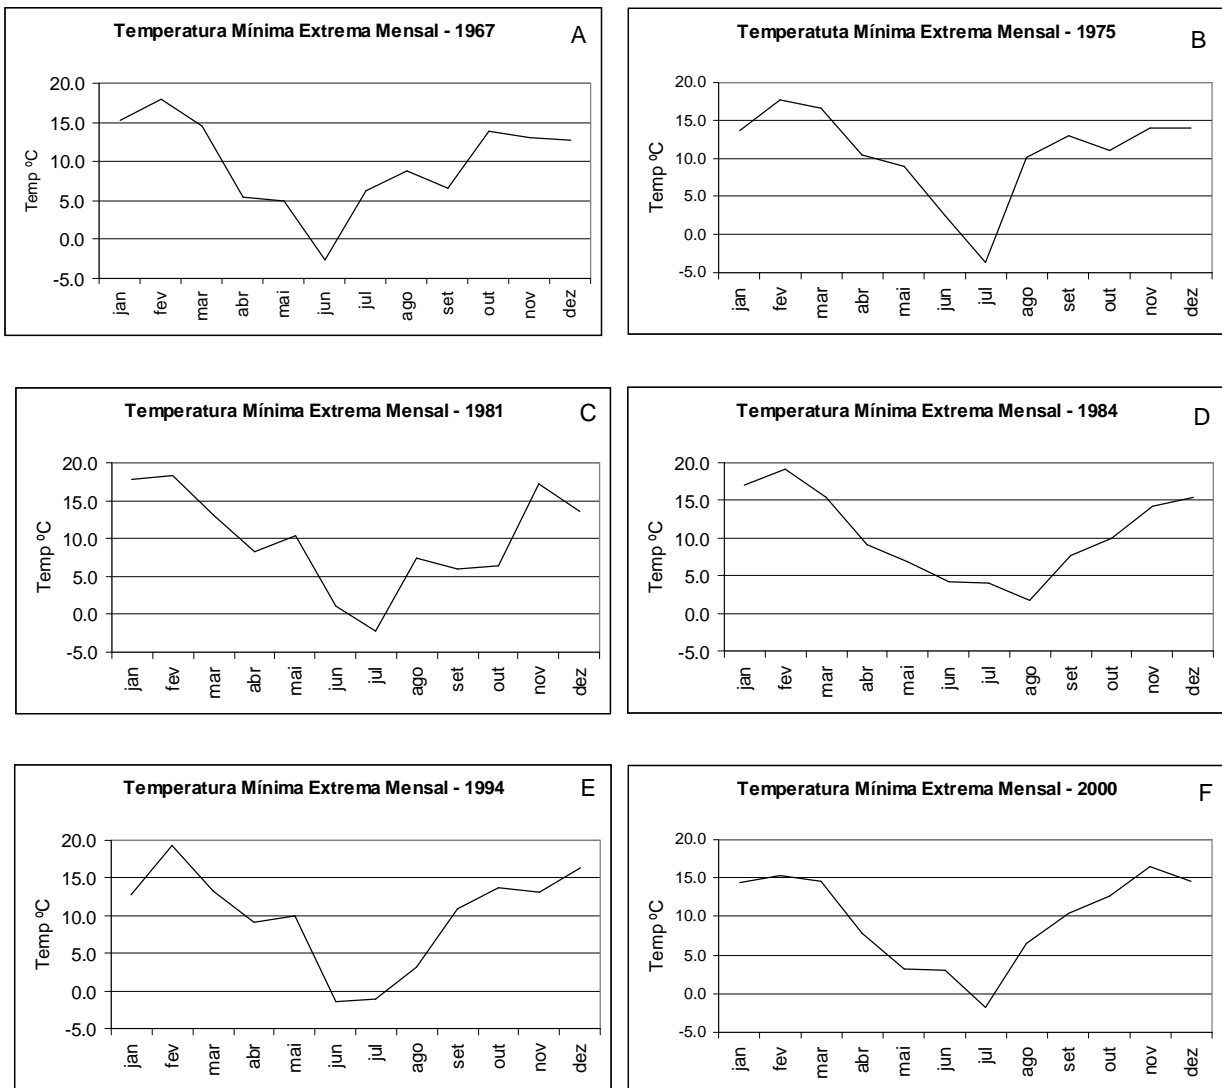 Temperatura Mínima Extrema Mensal - 1967
A
Temp ºC
20.0
15.0
10.0
5.0
0.0
-5.0
jan
fev
mar
abr
mai
jun
jul
ago
set
out
nov
dez
Temperatuta Mínima Extrema Mensal - 1975
B
Temp ºC
20.0
15.0
10.0
5.0
0.0
-5.0
jan
fev
mar
abr
mai
jun
jul
ago
set
out
nov
dez
Temperatura Mínima Extrema Mensal - 1981
C
Temp ºC
20.0
15.0
10.0
5.0
0.0
-5.0
jan
fev
mar
abr
mai
jun
jul
ago
set
out
nov
dez
Temperatura Mínima Extrema Mensal - 1984
D
Temp ºC
20.0
15.0
10.0
5.0
0.0
-5.0
jan
fev
mar
abr
mai
jun
jul
ago
set
out
nov
dez
Temperatura Mínima Extrema Mensal - 1994
E
Temp ºC
20.0
15.0
10.0
5.0
0.0
-5.0
jan
fev
mar
abr
mai
jun
jul
ago
set
out
nov
dez
Temperatura Mínima Extrema Mensal - 2000
F
Temp ºC
20.0
15.0
10.0
5.0
0.0
-5.0
jan
fev
mar
abr
mai
jun
jul
ago
set
out
nov
dez